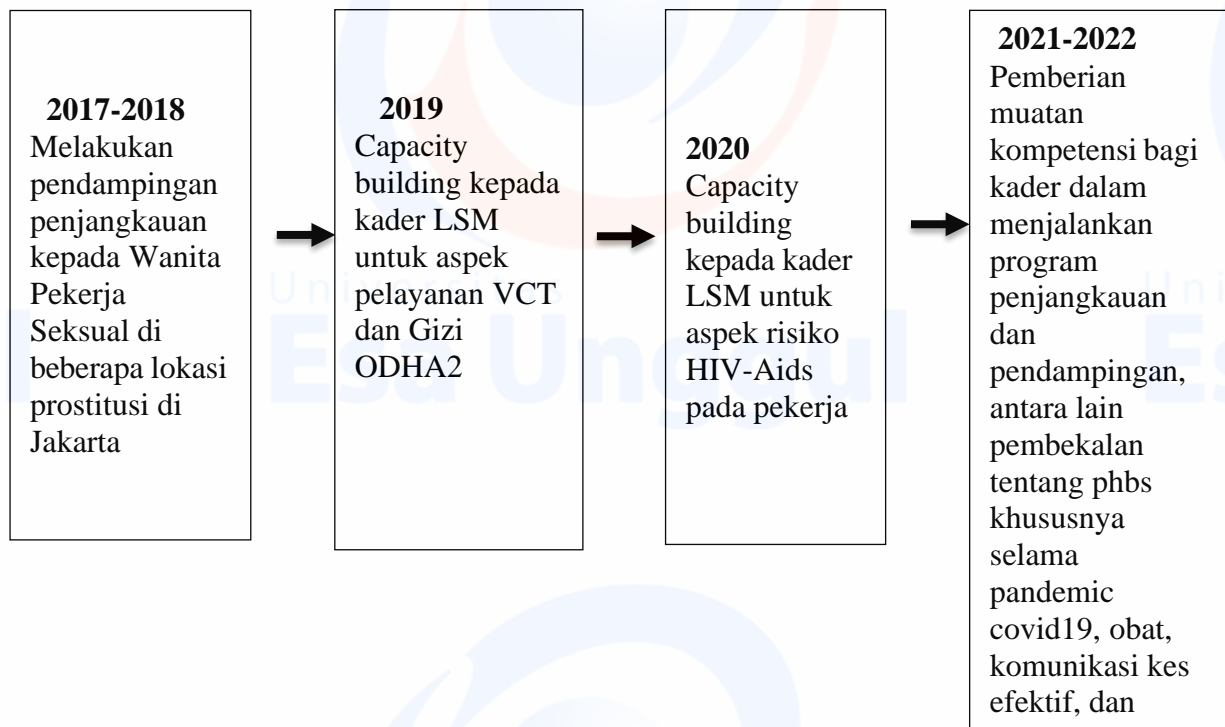 2017-2018
Melakukan
pendampingan
penjangkauan
kepada Wanita
Pekerja
Seksual di
beberapa lokasi
prostitusi di
Jakarta
2019
Capacity
building kepada
kader LSM
untuk aspek
pelayanan VCT
dan Gizi
ODHA2
2020
Capacity
building
kepada kader
LSM untuk
aspek risiko
HIV-Aids
pada pekerja
2021-2022
Pemberian
muatan
kompetensi bagi
kader dalam
menjalankan
program
penjangkauan
dan
pendampingan,
antara lain
pembekalan
tentang phbs
khususnya
selama
pandemic
covid19, obat,
komunikasi kes
efektif, dan
Universitas
Esa Unggul